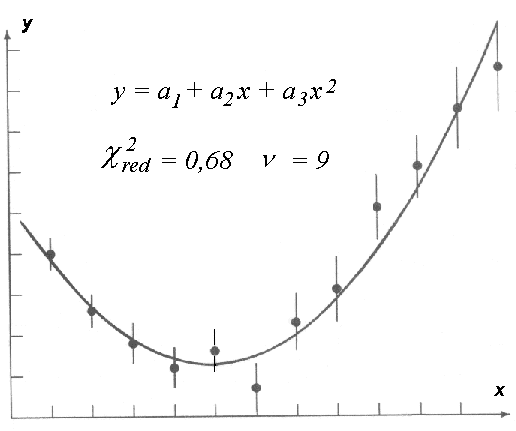 y
y = a₁ + a₂x + a₃x²
χ²red = 0,68 ν = 9
x